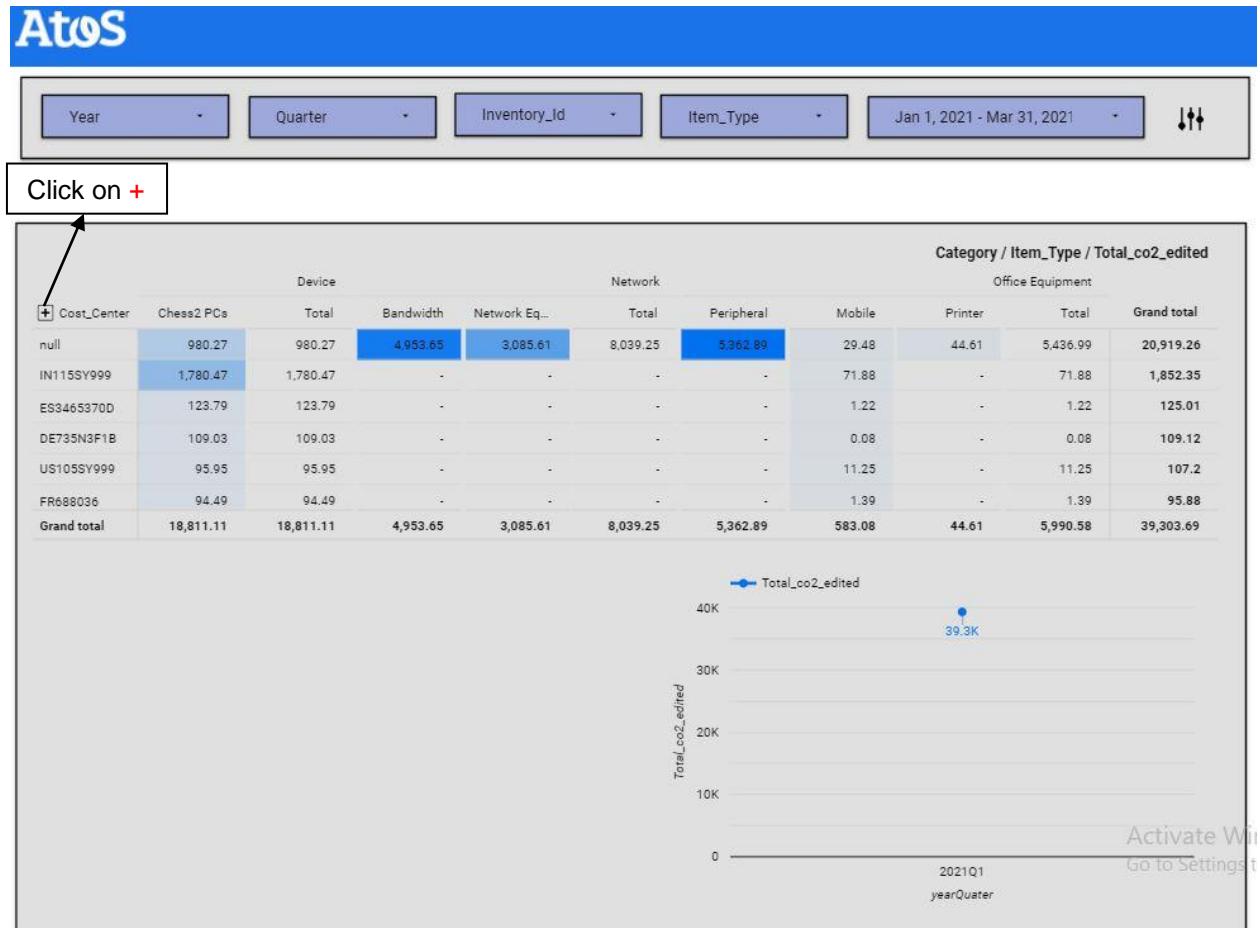 Atos
Year Quarter Inventory_Id Item_Type Jan 1, 2021 - Mar 31, 2021
Click on +
Category / Item_Type / Total_co2_edited
Device Network Office Equipment
+ Cost_Center Chess2 PCs Total Bandwidth Network Eq... Total Peripheral Mobile Printer Total Grand total
null 980.27 980.27 4,953.65 3,085.61 8,039.25 5,362.89 29.48 44.61 5,436.99 20,919.26
IN115SY999 1,780.47 1,780.47 - - - - 71.88 - 71.88 1,852.35
ES3465370D 123.79 123.79 - - - - 1.22 - 1.22 125.01
DE735N3F1B 109.03 109.03 - - - - 0.08 - 0.08 109.12
US105SY999 95.95 95.95 - - - - 11.25 - 11.25 107.2
FR688036 94.49 94.49 - - - - 1.39 - 1.39 95.88
Grand total 18,811.11 18,811.11 4,953.65 3,085.61 8,039.25 5,362.89 583.08 44.61 5,990.58 39,303.69
Total_co2_edited
40K
39.3K
30K
20K
10K
0
Total_co2_edited
2021Q1
yearQuater
Activate Wi
Go to Settings t